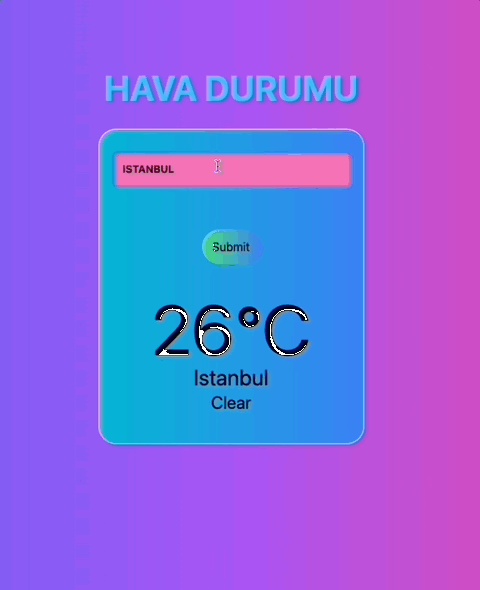 HAVA DURUMU
ISTANBUL
Submit
26°C
Istanbul
Clear